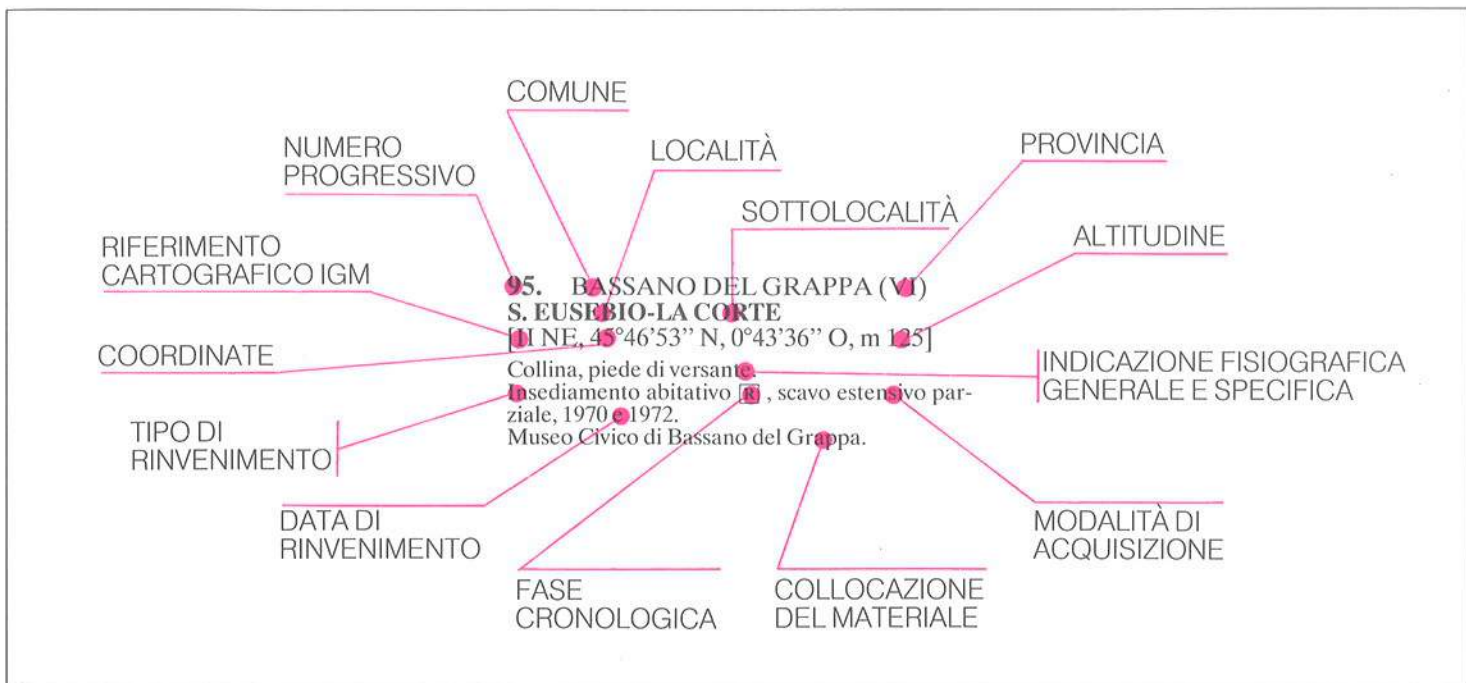 COMUNE
NUMERO
PROGRESSIVO
LOCALITÀ
PROVINCIA
SOTTOLOCALITÀ
ALTITUDINE
RIFERIMENTO
CARTOGRAFICO IGM
95. BASSANO DEL GRAPPA (VI)
S. EUSEBIO-LA CORTE
[II NE, 45°46'53'' N, 0°43'36'' O, m 125]
COORDINATE
Collina, piede di versante.
INDICAZIONE FISIOGRAFICA
GENERALE E SPECIFICA
Insediamento abitativo R , scavo estensivo par-
ziale, 1970 e 1972.
Museo Civico di Bassano del Grappa.
TIPO DI
RINVENIMENTO
DATA DI
RINVENIMENTO
MODALITÀ DI
ACQUISIZIONE
FASE
CRONOLOGICA
COLLOCAZIONE
DEL MATERIALE